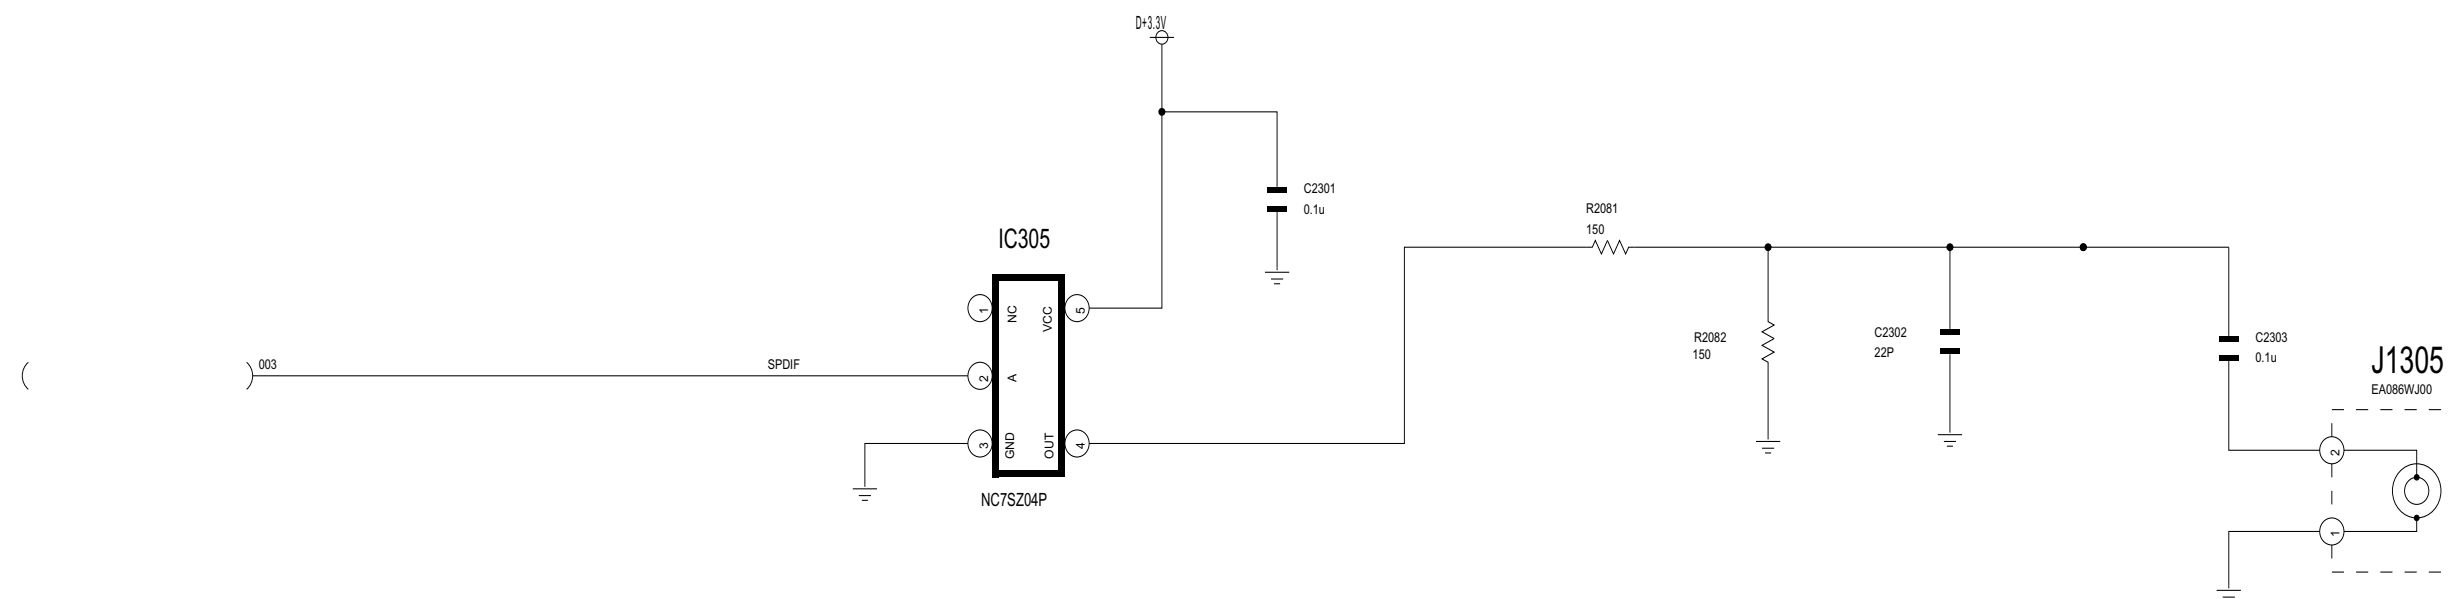 D+3.3V
C2301
0.1u
R2081
150
IC305
1
NC
VCC
5
R2082
150
C2302
22P
C2303
0.1u
J1305
EA086WJ00
003
SPDIF
2
A
3
GND
OUT
4
2
NC7SZ04P
1